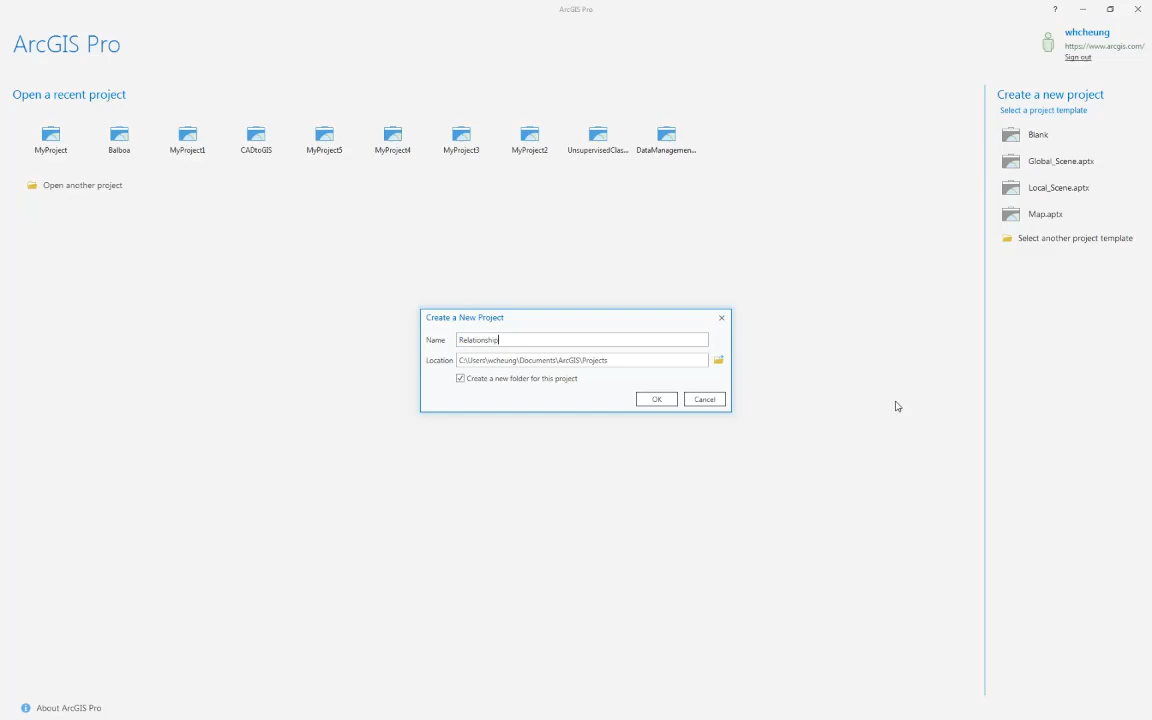 ArcGIS Pro
?
ArcGIS Pro
whcheung
https://www.arcgis.com/
Sign out
Open a recent project
MyProject
Balboa
MyProject1
CADtoGIS
MyProject5
MyProject4
MyProject3
MyProject2
UnsupervisedClas...
DataManagemen...
Open another project
Create a new project
Select a project template
Blank
Global_Scene.aptx
Local_Scene.aptx
Map.aptx
Select another project template
Create a New Project
Name Relationship
Location C:\Users\wcheung\Documents\ArcGIS\Projects
Create a new folder for this project
OK Cancel
About ArcGIS Pro